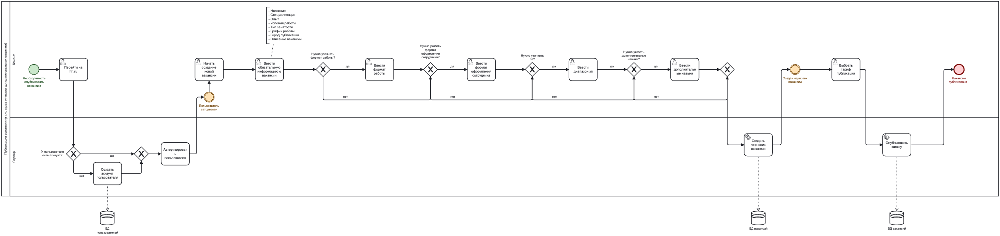 Публикация вакансии (в т.ч. с различными дополнительными опциями)
Клиент
Необходимость
опубликовать
вакансию
Перейти на
hh.ru
Начать
создание
новой
вакансии
- Название
- Специализация
- Опыт
- Условия работы
- Тип занятости
- График работы
- Город публикации
- Описание вакансии
Ввести
обязательную
информацию о
вакансии
Нужно уточнить
формат работы?
да
нет
Ввести
формат
работы
Нужно указать
формат
оформления
сотрудника?
да
нет
Ввести
формат
оформления
сотрудника
Нужно уточнить
зп?
да
нет
Ввести
диапазон зп
да
Нужно указать
дополнительные
навыки?
да
нет
Ввести
дополнительн
ые навыки
Создан черновик
вакансии
Выбрать
тариф
публикации
Вакансия
публикована
Пользователь
авторизовн
Сервер
У пользователя
есть аккаунт?
да
нет
Создать
аккаунт
пользователя
Авторизироват
ь
пользователя
Создать
черновик
вакансии
Опубликовать
заявку
БД
пользователей
БД вакансий
БД вакансий